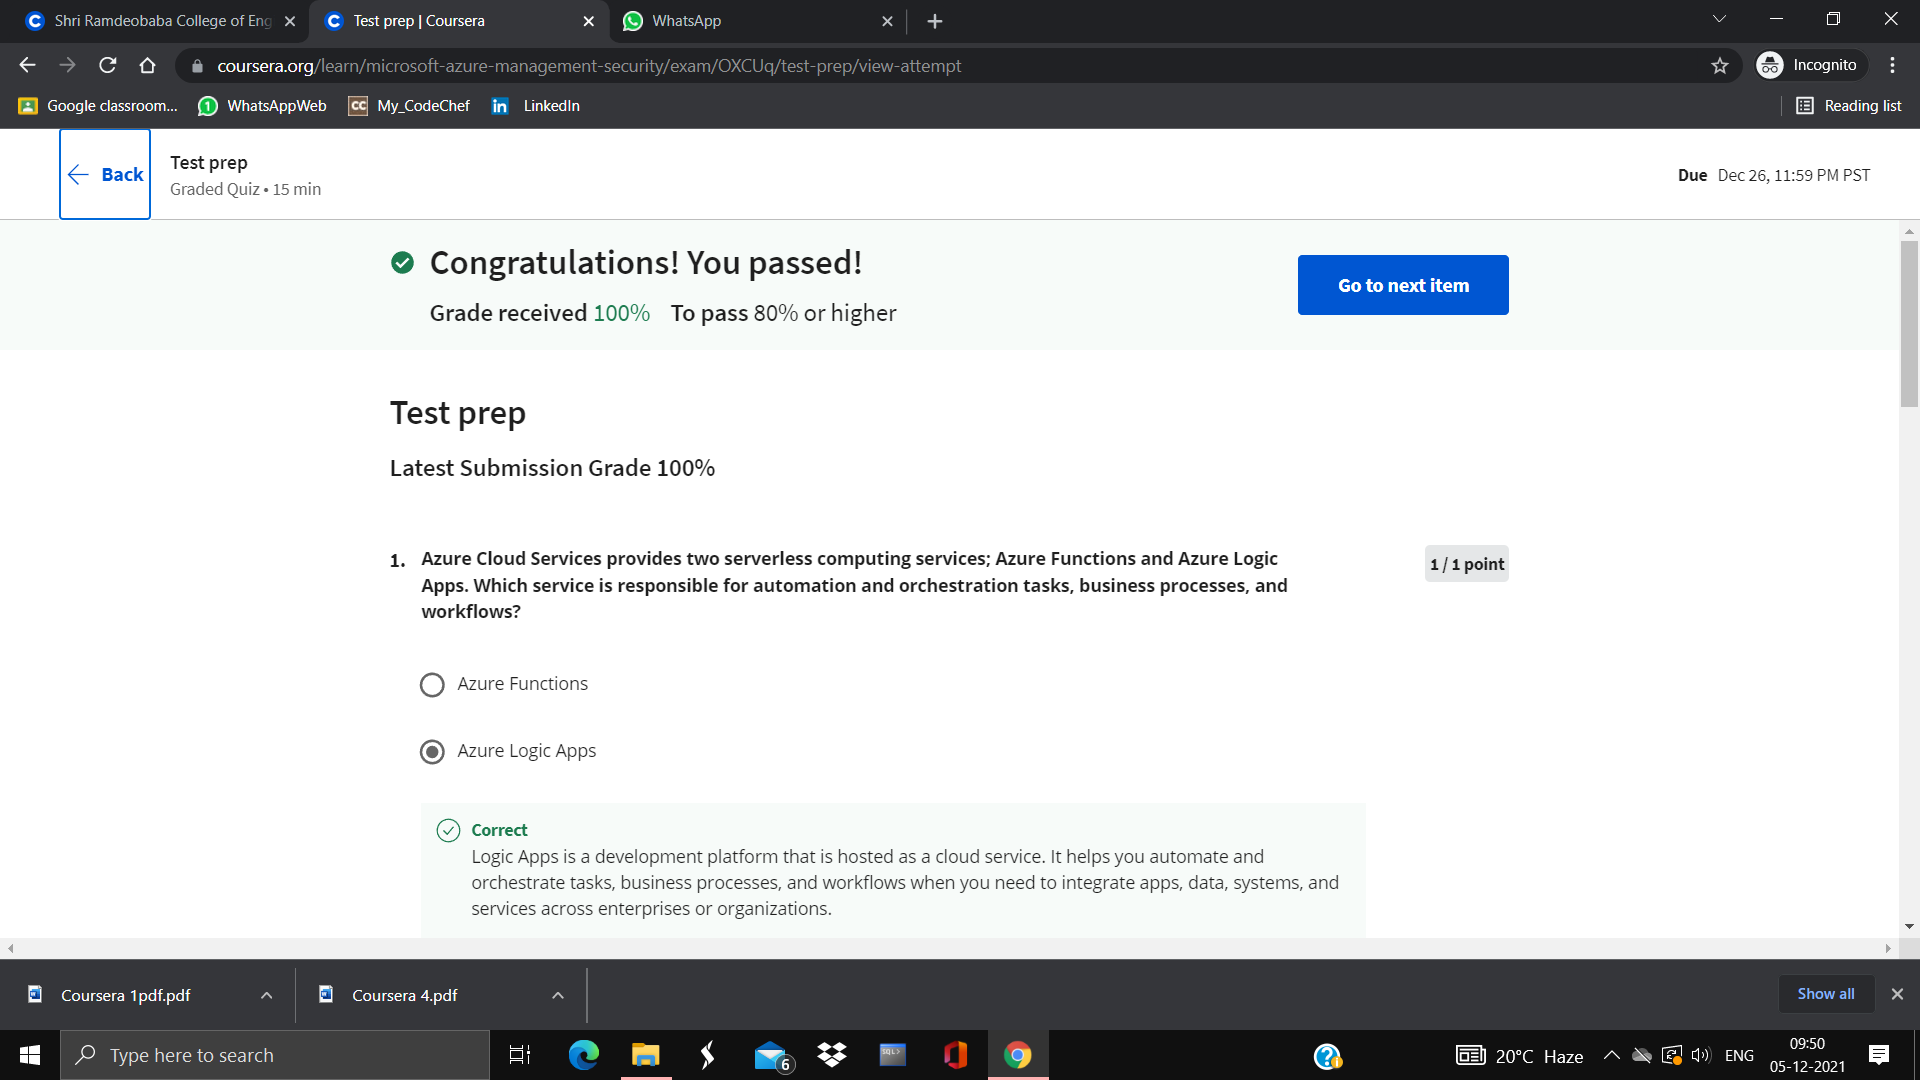 Shri Ramdeobaba College of Eng
Test prep | Coursera
WhatsApp
coursera.org/learn/microsoft-azure-management-security/exam/OXCUq/test-prep/view-attempt
Incognito
Google classroom...
WhatsAppWeb
My_CodeChef
LinkedIn
Reading list
Back
Test prep
Graded Quiz • 15 min
Due Dec 26, 11:59 PM PST
Congratulations! You passed!
Grade received 100% To pass 80% or higher
Go to next item
Test prep
Latest Submission Grade 100%
1. Azure Cloud Services provides two serverless computing services; Azure Functions and Azure Logic
Apps. Which service is responsible for automation and orchestration tasks, business processes, and
workflows?
1 / 1 point
Azure Functions
Azure Logic Apps
Correct
Logic Apps is a development platform that is hosted as a cloud service. It helps you automate and
orchestrate tasks, business processes, and workflows when you need to integrate apps, data, systems, and
services across enterprises or organizations.
Coursera 1pdf.pdf
Coursera 4.pdf
Show all
Type here to search
6
20°C Haze
ENG
09:50
05-12-2021